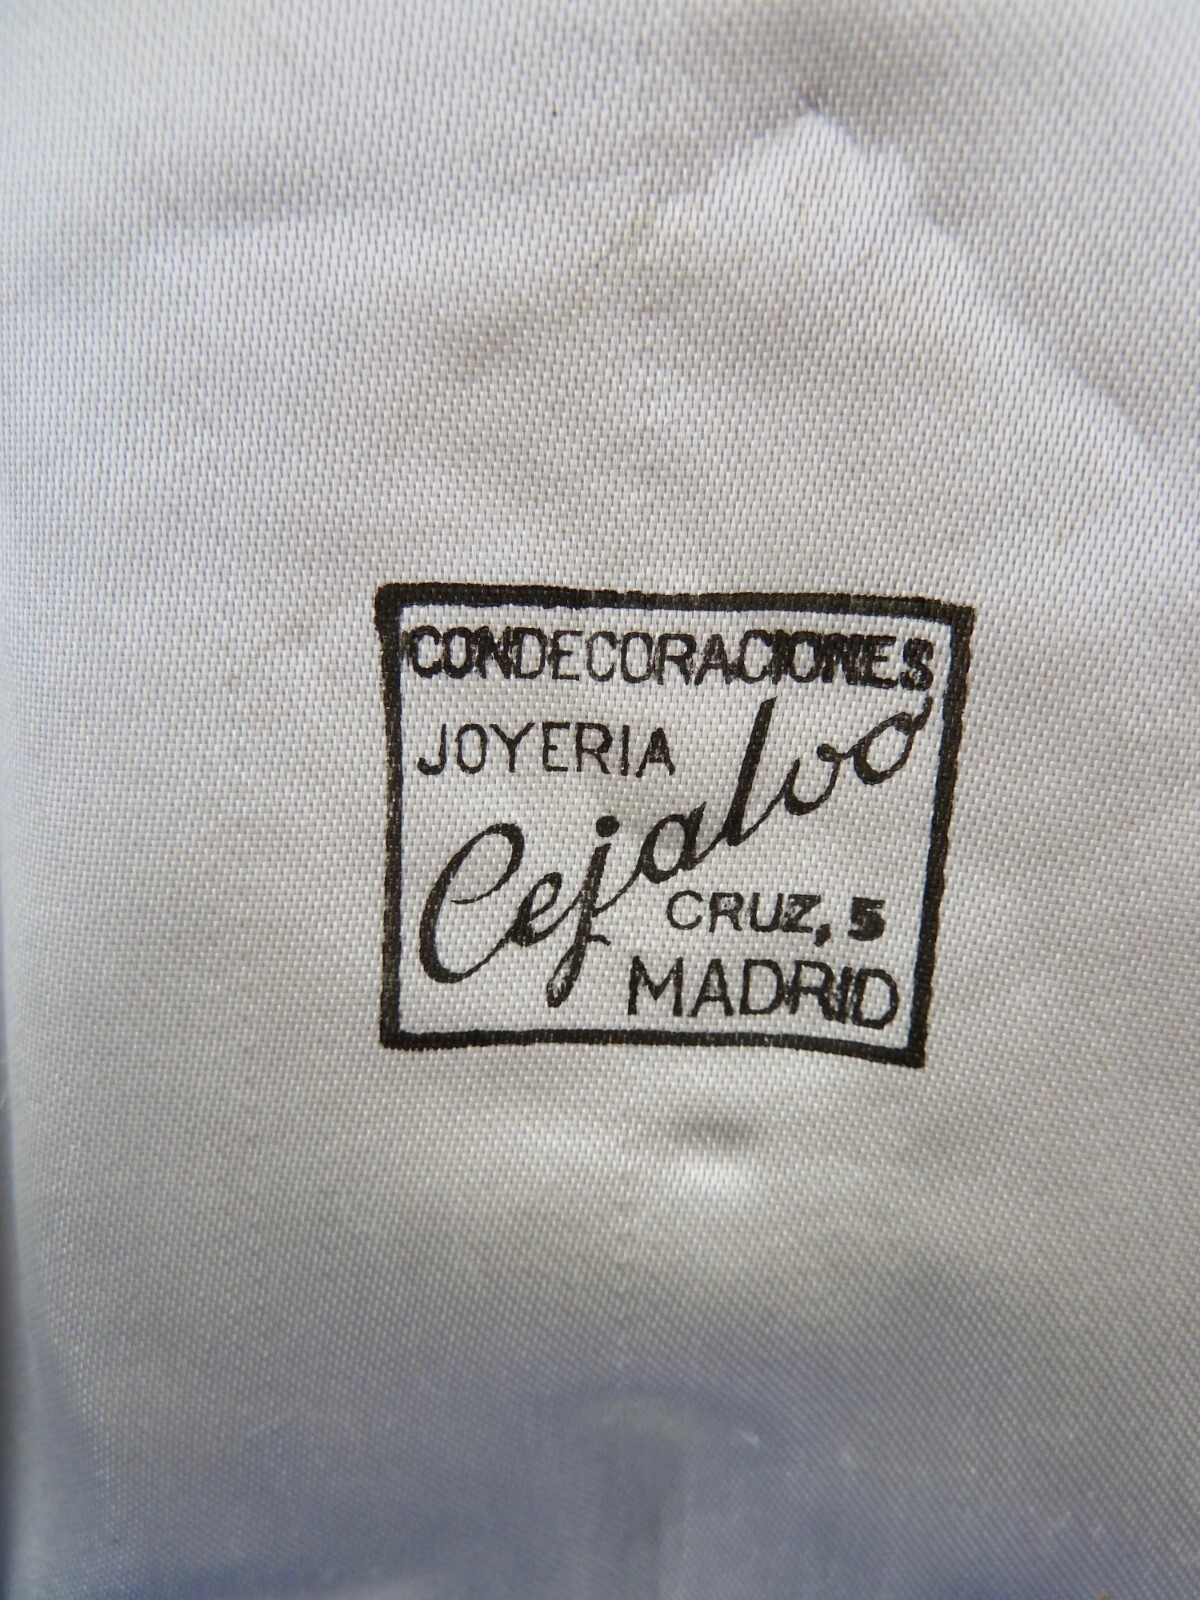 CONDECORACIONES
JOYERIA
Cejalvo
CRUZ, 5
MADRID